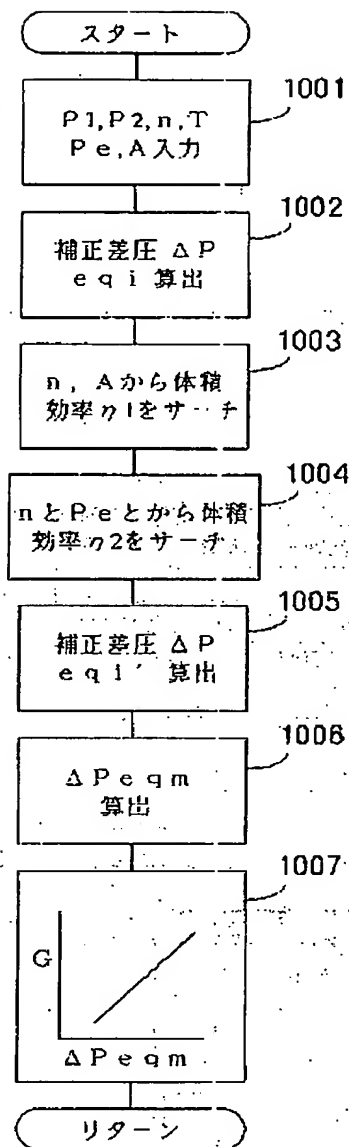 スタート
1001
P1,P2,n,T
Pe,A入力
1002
補正差圧 ΔP
eqi 算出
1003
n,Aから体積
効率η1をサーチ
1004
nとPeとから体積
効率η2をサーチ
1005
補正差圧 ΔP
eqi′ 算出
1006
ΔPeqm
算出
1007
G
ΔPeqm
リターン